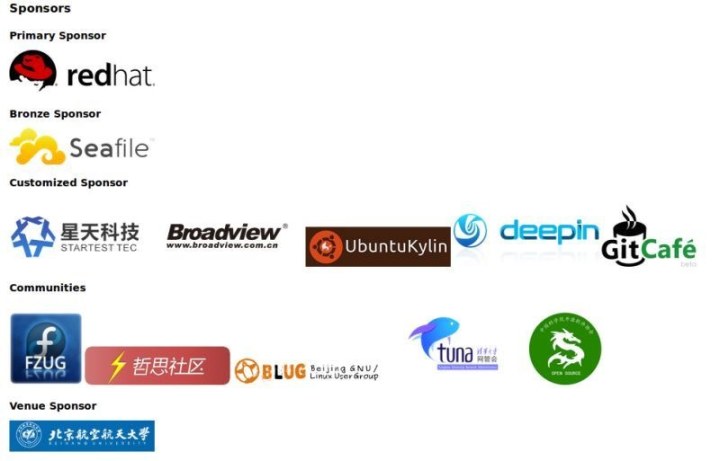 Sponsors
Primary Sponsor
redhat.
Bronze Sponsor
Seafile
Customized Sponsor
星天科技
STARTEST TEC
Broadview®
www.broadview.com.cn
UbuntuKylin
deepin
GitCafé
Communities
f
FZUG
哲思社区
BLUG Beijing GNU/
Linux User Group
tuna
OPEN SOURCE
Venue Sponsor
北京航空航天大学
BEIHANG UNIVERSITY